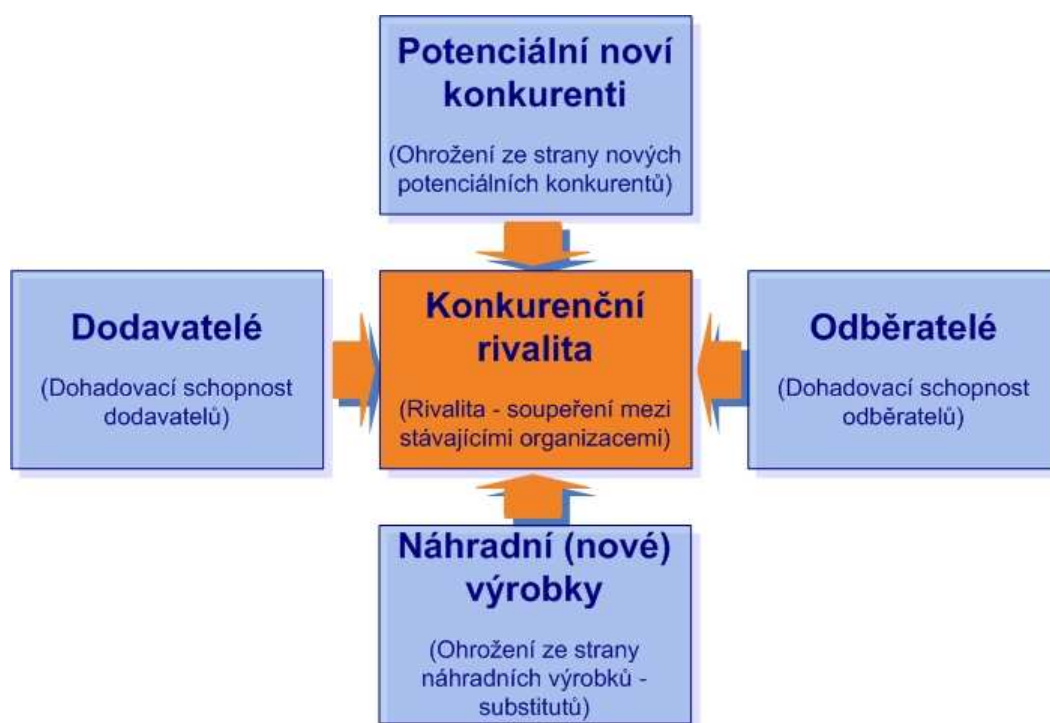 Potenciální noví
konkurenti
(Ohrožení ze strany nových
potenciálních konkurentů)
Dodavatelé
(Dohadovací schopnost
dodavatelů)
Konkurenční
rivalita
(Rivalita - soupeření mezi
stávajícími organizacemi)
Odběratelé
(Dohadovací schopnost
odběratelů)
Náhradní (nové)
výrobky
(Ohrožení ze strany
náhradních výrobků -
substitutů)